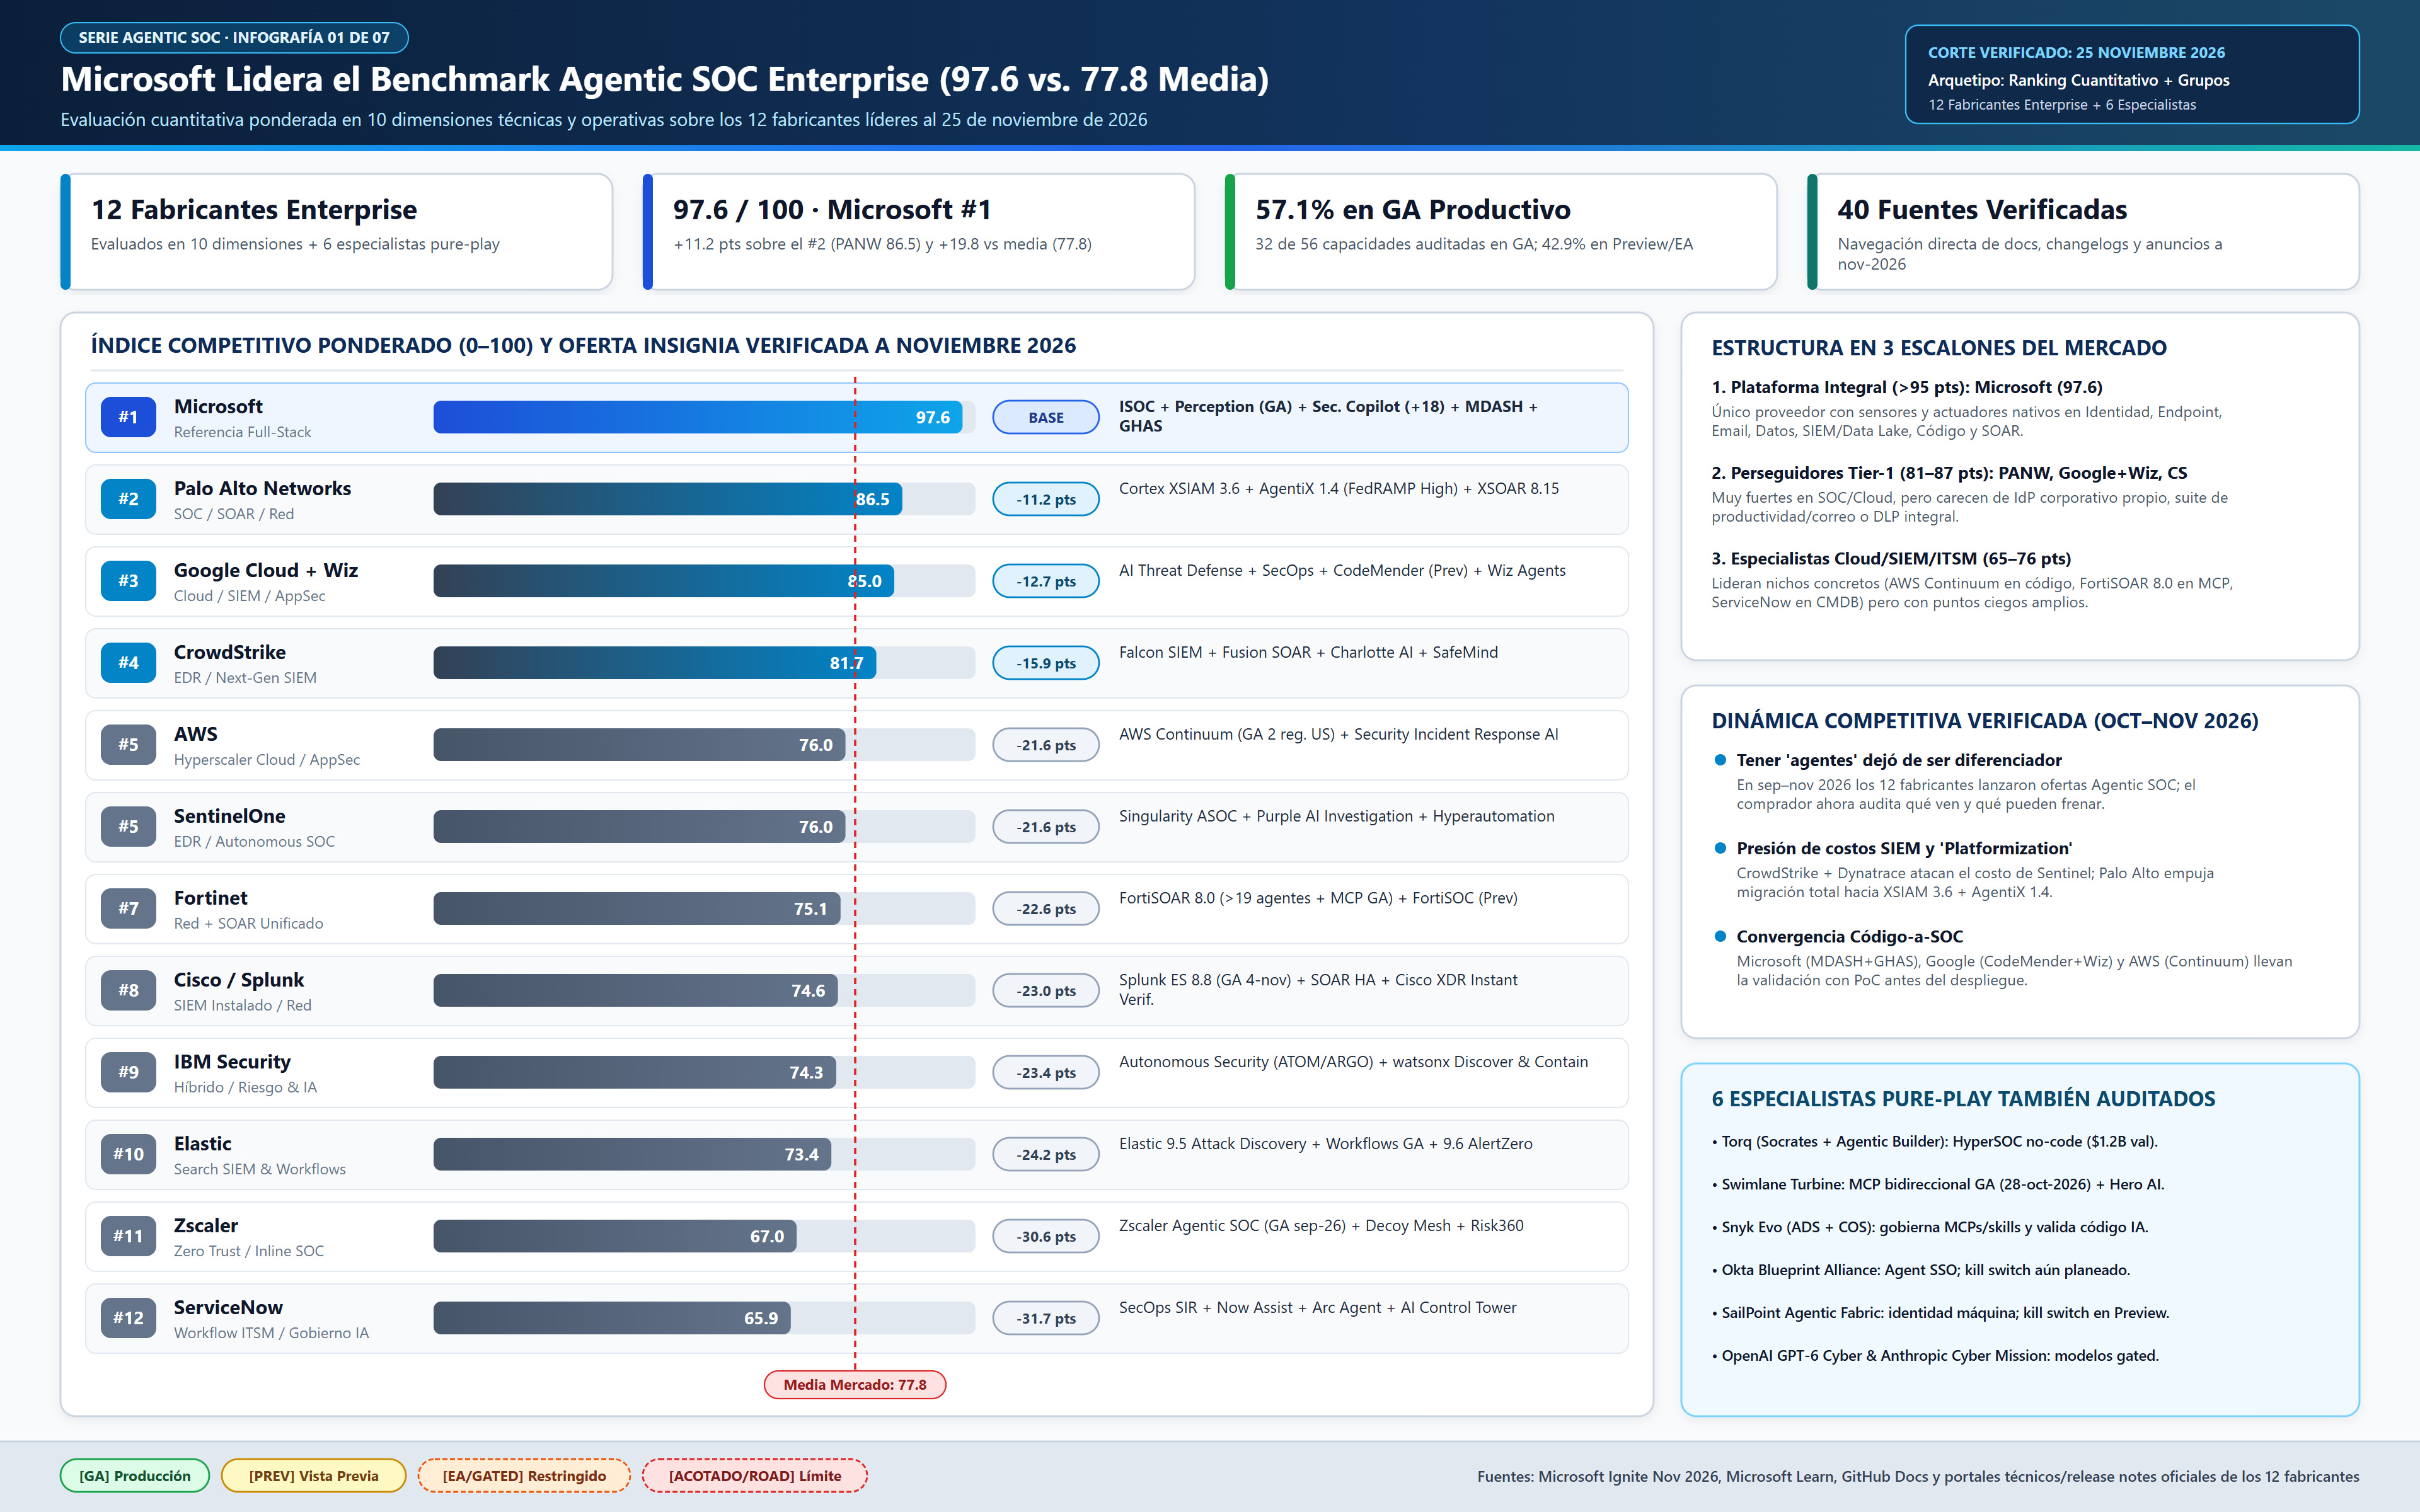 SERIE AGENTIC SOC · INFOGRAFÍA 01 DE 07
Microsoft Lidera el Benchmark Agentic SOC Enterprise (97.6 vs. 77.8 Media)
Evaluación cuantitativa ponderada en 10 dimensiones técnicas y operativas sobre los 12 fabricantes líderes al 25 de noviembre de 2026
CORTE VERIFICADO: 25 NOVIEMBRE 2026
Arquetipo: Ranking Cuantitativo + Grupos
12 Fabricantes Enterprise + 6 Especialistas
12 Fabricantes Enterprise
Evaluados en 10 dimensiones + 6 especialistas pure-play
97.6 / 100 · Microsoft #1
+11.2 pts sobre el #2 (PANW 86.5) y +19.8 vs media (77.8)
57.1% en GA Productivo
32 de 56 capacidades auditadas en GA; 42.9% en Preview/EA
40 Fuentes Verificadas
Navegación directa de docs, changelogs y anuncios a
nov-2026
ÍNDICE COMPETITIVO PONDERADO (0–100) Y OFERTA INSIGNIA VERIFICADA A NOVIEMBRE 2026
#1
Microsoft
Referencia Full-Stack
97.6
BASE
ISOC + Perception (GA) + Sec. Copilot (+18) + MDASH +
GHAS
#2
Palo Alto Networks
SOC / SOAR / Red
86.5
-11.2 pts
Cortex XSIAM 3.6 + AgentiX 1.4 (FedRAMP High) + XSOAR 8.15
#3
Google Cloud + Wiz
Cloud / SIEM / AppSec
85.0
-12.7 pts
AI Threat Defense + SecOps + CodeMender (Prev) + Wiz Agents
#4
CrowdStrike
EDR / Next-Gen SIEM
81.7
-15.9 pts
Falcon SIEM + Fusion SOAR + Charlotte AI + SafeMind
#5
AWS
Hyperscaler Cloud / AppSec
76.0
-21.6 pts
AWS Continuum (GA 2 reg. US) + Security Incident Response AI
#5
SentinelOne
EDR / Autonomous SOC
76.0
-21.6 pts
Singularity ASOC + Purple AI Investigation + Hyperautomation
#7
Fortinet
Red + SOAR Unificado
75.1
-22.6 pts
FortiSOAR 8.0 (>19 agentes + MCP GA) + FortiSOC (Prev)
#8
Cisco / Splunk
SIEM Instalado / Red
74.6
-23.0 pts
Splunk ES 8.8 (GA 4-nov) + SOAR HA + Cisco XDR Instant
Verif.
#9
IBM Security
Híbrido / Riesgo & IA
74.3
-23.4 pts
Autonomous Security (ATOM/ARGO) + watsonx Discover & Contain
#10
Elastic
Search SIEM & Workflows
73.4
-24.2 pts
Elastic 9.5 Attack Discovery + Workflows GA + 9.6 AlertZero
#11
Zscaler
Zero Trust / Inline SOC
67.0
-30.6 pts
Zscaler Agentic SOC (GA sep-26) + Decoy Mesh + Risk360
#12
ServiceNow
Workflow ITSM / Gobierno IA
65.9
-31.7 pts
SecOps SIR + Now Assist + Arc Agent + AI Control Tower
Media Mercado: 77.8
ESTRUCTURA EN 3 ESCALONES DEL MERCADO
1. Plataforma Integral (>95 pts): Microsoft (97.6)
Único proveedor con sensores y actuadores nativos en Identidad, Endpoint,
Email, Datos, SIEM/Data Lake, Código y SOAR.
2. Perseguidores Tier-1 (81–87 pts): PANW, Google+Wiz, CS
Muy fuertes en SOC/Cloud, pero carecen de IdP corporativo propio, suite de
productividad/correo o DLP integral.
3. Especialistas Cloud/SIEM/ITSM (65–76 pts)
Lideran nichos concretos (AWS Continuum en código, FortiSOAR 8.0 en MCP,
ServiceNow en CMDB) pero con puntos ciegos amplios.
DINÁMICA COMPETITIVA VERIFICADA (OCT–NOV 2026)
Tener 'agentes' dejó de ser diferenciador
En sep–nov 2026 los 12 fabricantes lanzaron ofertas Agentic SOC; el
comprador ahora audita qué ven y qué pueden frenar.
Presión de costos SIEM y 'Platformization'
CrowdStrike + Dynatrace atacan el costo de Sentinel; Palo Alto empuja
migración total hacia XSIAM 3.6 + AgentiX 1.4.
Convergencia Código-a-SOC
Microsoft (MDASH+GHAS), Google (CodeMender+Wiz) y AWS (Continuum) llevan
la validación con PoC antes del despliegue.
6 ESPECIALISTAS PURE-PLAY TAMBIÉN AUDITADOS
• Torq (Socrates + Agentic Builder): HyperSOC no-code ($1.2B val).
• Swimlane Turbine: MCP bidireccional GA (28-oct-2026) + Hero AI.
• Snyk Evo (ADS + COS): gobierna MCPs/skills y valida código IA.
• Okta Blueprint Alliance: Agent SSO; kill switch aún planeado.
• SailPoint Agentic Fabric: identidad máquina; kill switch en Preview.
• OpenAI GPT-6 Cyber & Anthropic Cyber Mission: modelos gated.
[GA] Producción
[PREV] Vista Previa
[EA/GATED] Restringido
[ACOTADO/ROAD] Límite
Fuentes: Microsoft Ignite Nov 2026, Microsoft Learn, GitHub Docs y portales técnicos/release notes oficiales de los 12 fabricantes